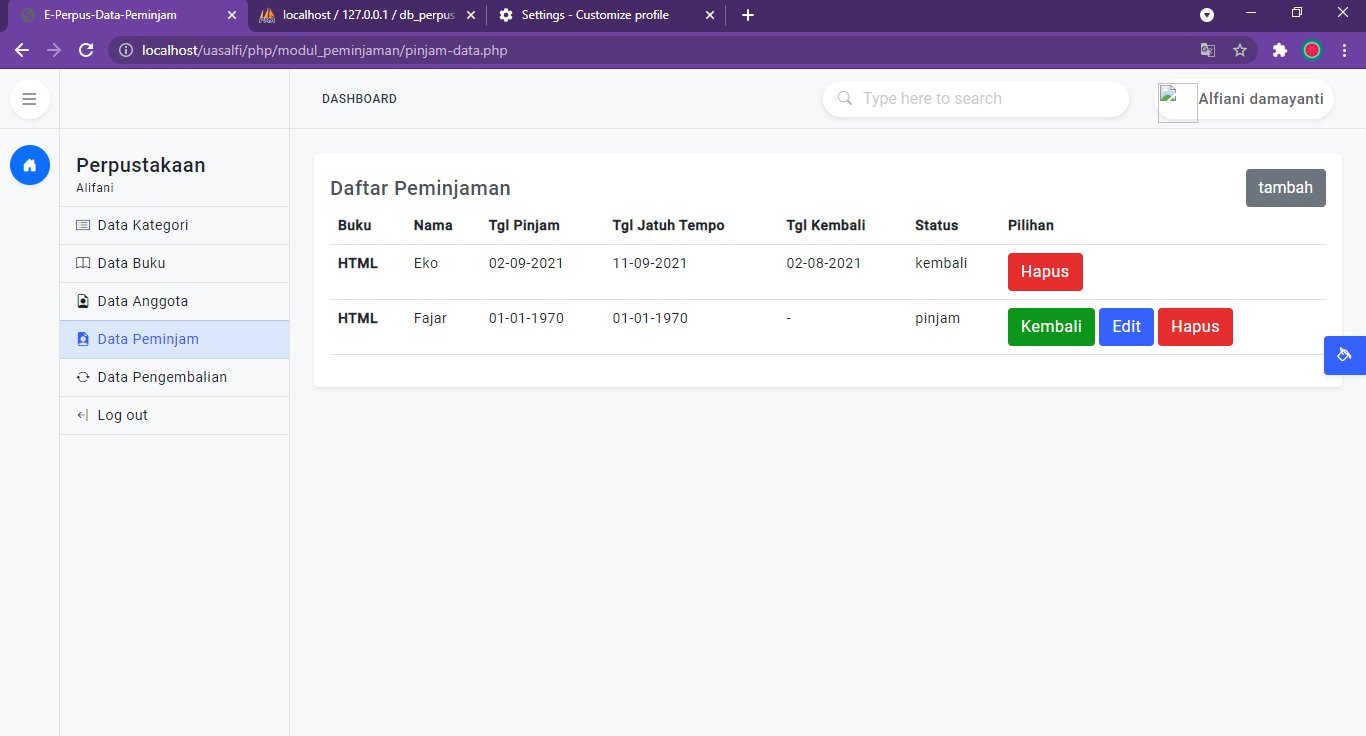 E-Perpus-Data-Peminjam
localhost / 127.0.0.1 / db_perpus
Settings - Customize profile
localhost/uasalfi/php/modul_peminjaman/pinjam-data.php
DASHBOARD
Type here to search
Alfiani damayanti
Perpustakaan
Alifani
Data Kategori
Data Buku
Data Anggota
Data Peminjam
Data Pengembalian
Log out
Daftar Peminjaman
tambah
Buku Nama Tgl Pinjam Tgl Jatuh Tempo Tgl Kembali Status Pilihan
HTML Eko 02-09-2021 11-09-2021 02-08-2021 kembali Hapus
HTML Fajar 01-01-1970 01-01-1970 - pinjam Kembali Edit Hapus